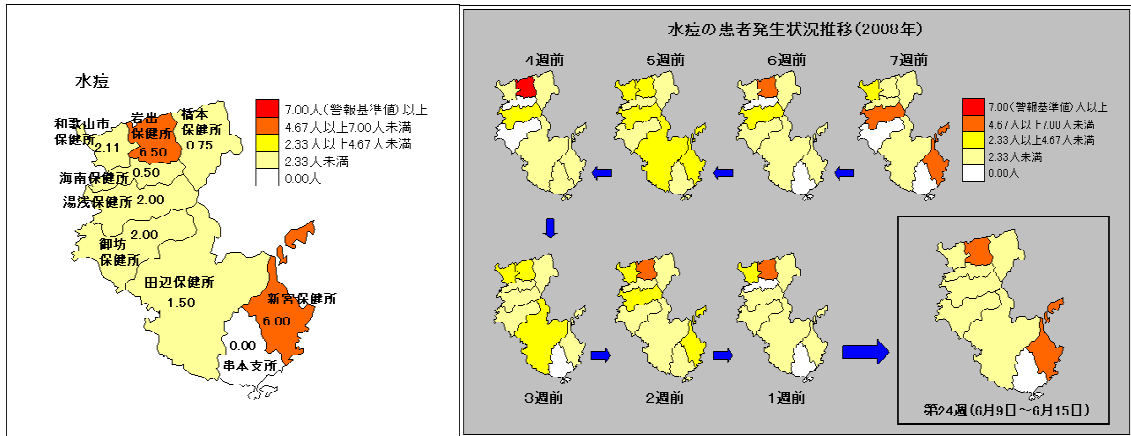 水痘
7.00人(警報基準値)以上
4.67人以上7.00人未満
2.33人以上4.67人未満
2.33人未満
0.00人
和歌山市
保健所
2.11
岩出
保健所
6.50
橋本
保健所
0.75
0.50
海南保健所
湯浅保健所
2.00
2.00
御坊
保健所
田辺保健所
1.50
新宮保健所
6.00
0.00
串本支所
水痘の患者発生状況推移(2008年)
4週前
5週前
6週前
7週前
7.00(警報基準値)人以上
4.67人以上7.00人未満
2.33人以上4.67人未満
2.33人未満
0.00人
3週前
2週前
1週前
第24週(6月9日~6月15日)